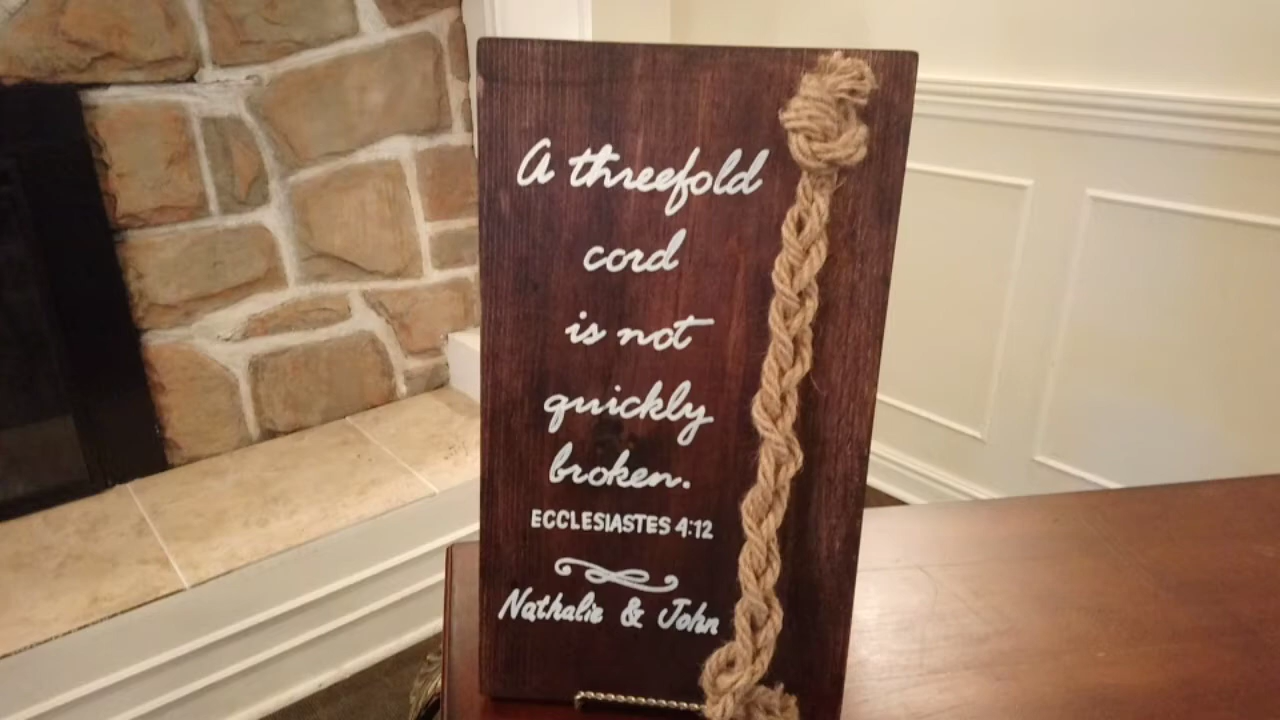 A threefold
cord
is not
quickly
broken.
ECCLESIASTES 4:12
Nathalie & John